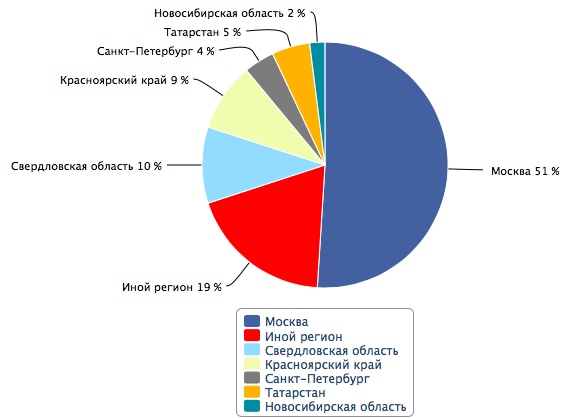 Новосибирская область 2 %
Татарстан 5 %
Санкт-Петербург 4 %
Красноярский край 9 %
Свердловская область 10 %
Москва 51 %
Иной регион 19 %
Москва
Иной регион
Свердловская область
Красноярский край
Санкт-Петербург
Татарстан
Новосибирская область